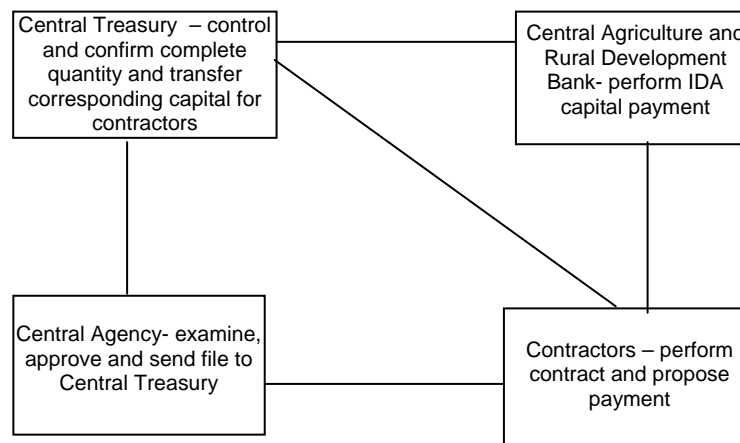 Central Treasury – control
and confirm complete
quantity and transfer
corresponding capital for
contractors
Central Agriculture and
Rural Development
Bank- perform IDA
capital payment
Central Agency- examine,
approve and send file to
Central Treasury
Contractors – perform
contract and propose
payment